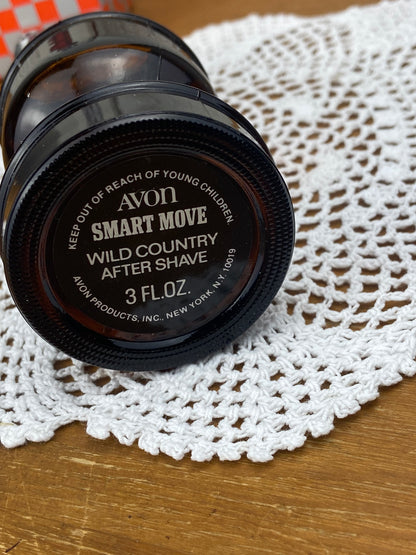 KEEP OUT OF REACH OF YOUNG CHILDREN.
AVON
SMART MOVE
WILD COUNTRY
AFTER SHAVE
3 FL.OZ.
AVON PRODUCTS, INC., NEW YORK, N.Y. 10019